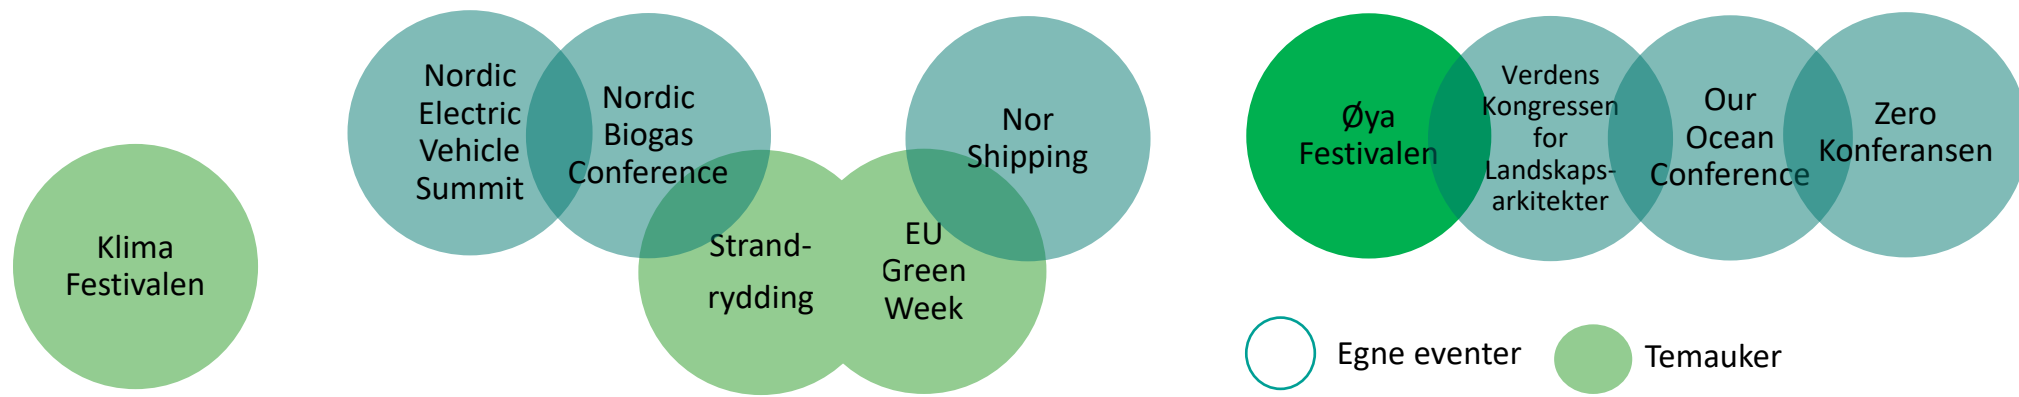 Klima
Festivalen
Nordic
Electric
Vehicle
Summit
Nordic
Biogas
Conference
Strand-
rydding
EU
Green
Week
Nor
Shipping
Øya
Festivalen
Verdens
Kongressen
for
Landskaps-
arkitekter
Our
Ocean
Conference
Zero
Konferansen
Egne eventer
Temauker